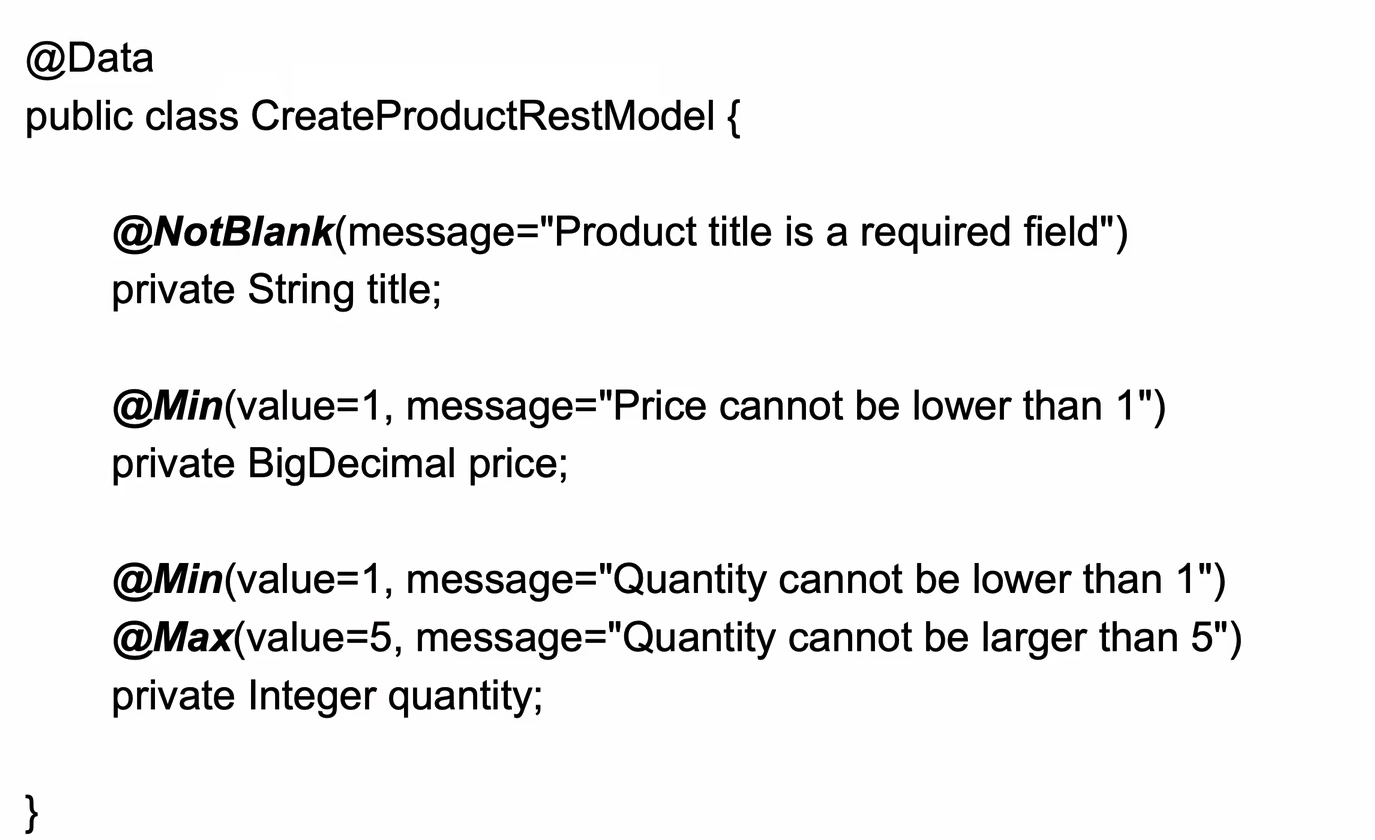 @Data
public class CreateProductRestModel {
@NotBlank(message="Product title is a required field")
private String title;
@Min(value=1, message="Price cannot be lower than 1")
private BigDecimal price;
@Min(value=1, message="Quantity cannot be lower than 1")
@Max(value=5, message="Quantity cannot be larger than 5")
private Integer quantity;
}